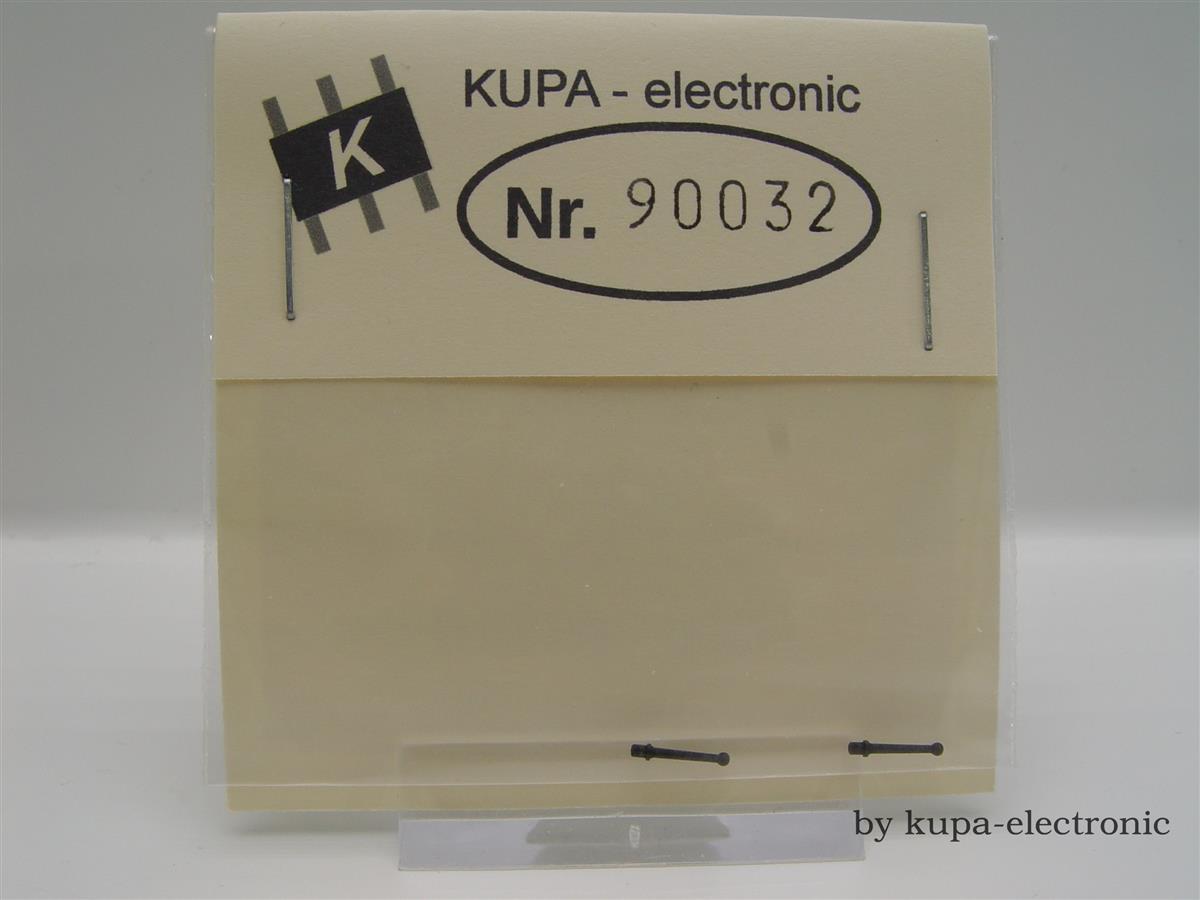 KUPA - electronic
K
Nr. 90032
by kupa-electronic